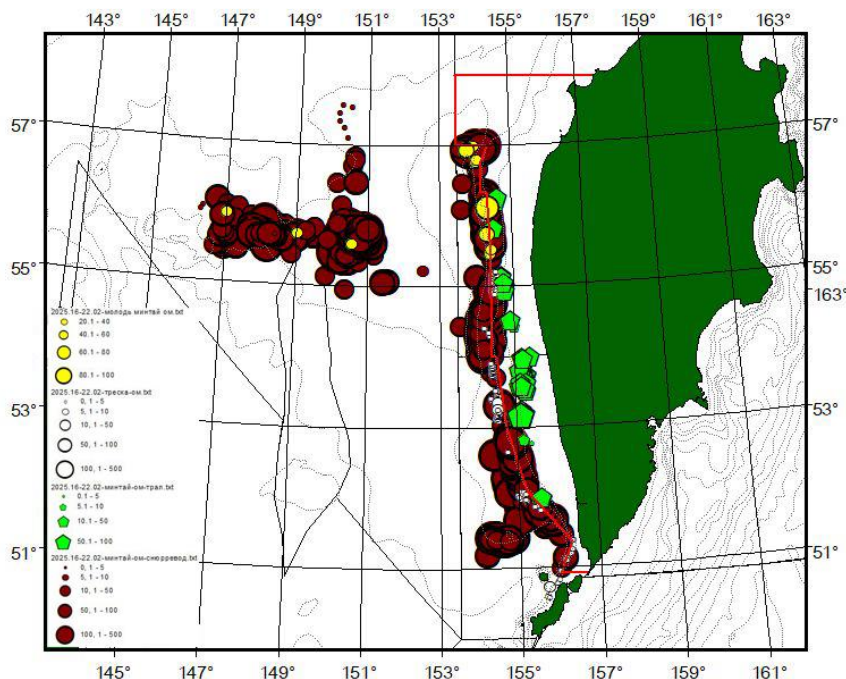 143° 145° 147° 149° 151° 153° 155° 157° 159° 161° 163°
57° 57°
55° 55°
163°
2025.16-22.02-молодь минтай ом.txt
20.1 - 40
40.1 - 60
60.1 - 80
80.1 - 100
2025.16-22.02-треска-ом.txt
0, 1 - 5
5, 1 - 10
10, 1 - 50
50, 1 - 100
100, 1 - 500
53° 53°
2025.16-22.02-минтай-ом-трал.txt
0.1 - 5
5.1 - 10
10.1 - 50
50.1 - 100
51° 51°
2025.16-22.02-минтай-ом-снюрревод.txt
0, 1 - 5
5, 1 - 10
10, 1 - 50
50, 1 - 100
100, 1 - 500
145° 147° 149° 151° 153° 155° 157° 159° 161°